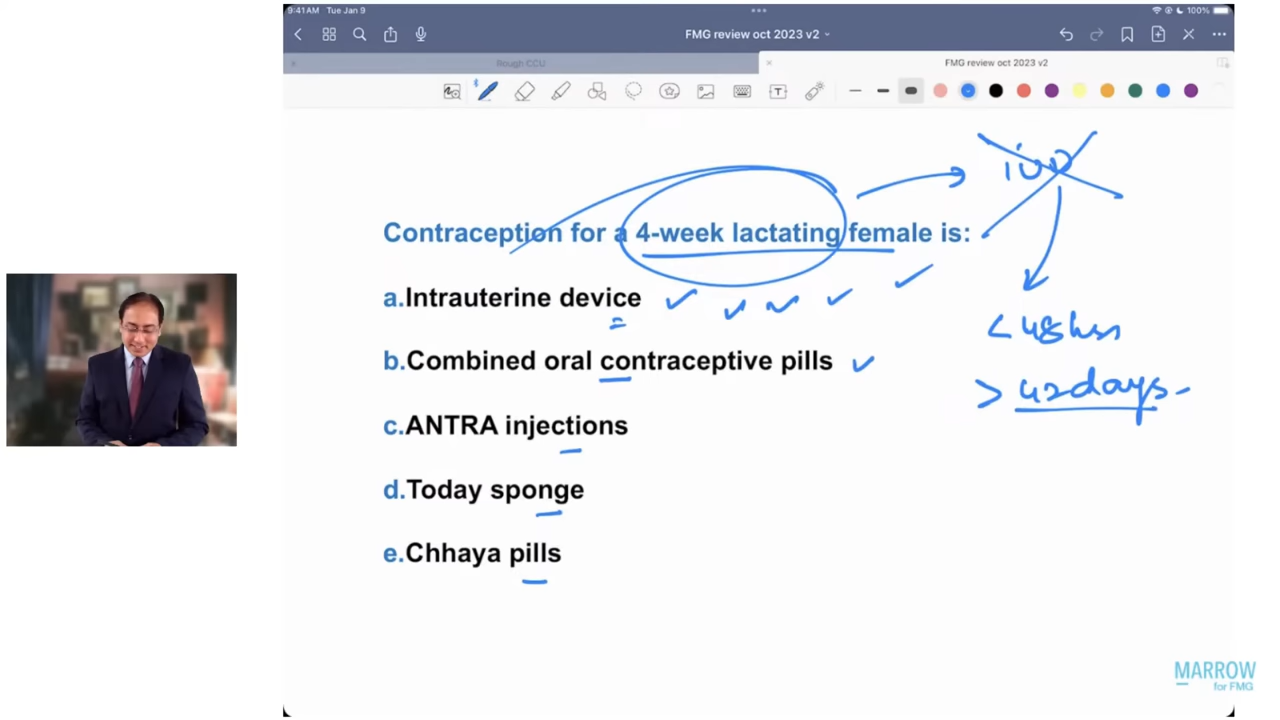 9:41AM Tue Jan 9
100%
FMG review oct 2023 v2
Rough CCU
FMG review oct 2023 v2
IUD
Contraception for a 4-week lactating female is:
a.Intrauterine device
< 48hrs
b.Combined oral contraceptive pills
> 42days
c.ANTRA injections
d.Today sponge
e.Chhaya pills
MARROW
for FMG